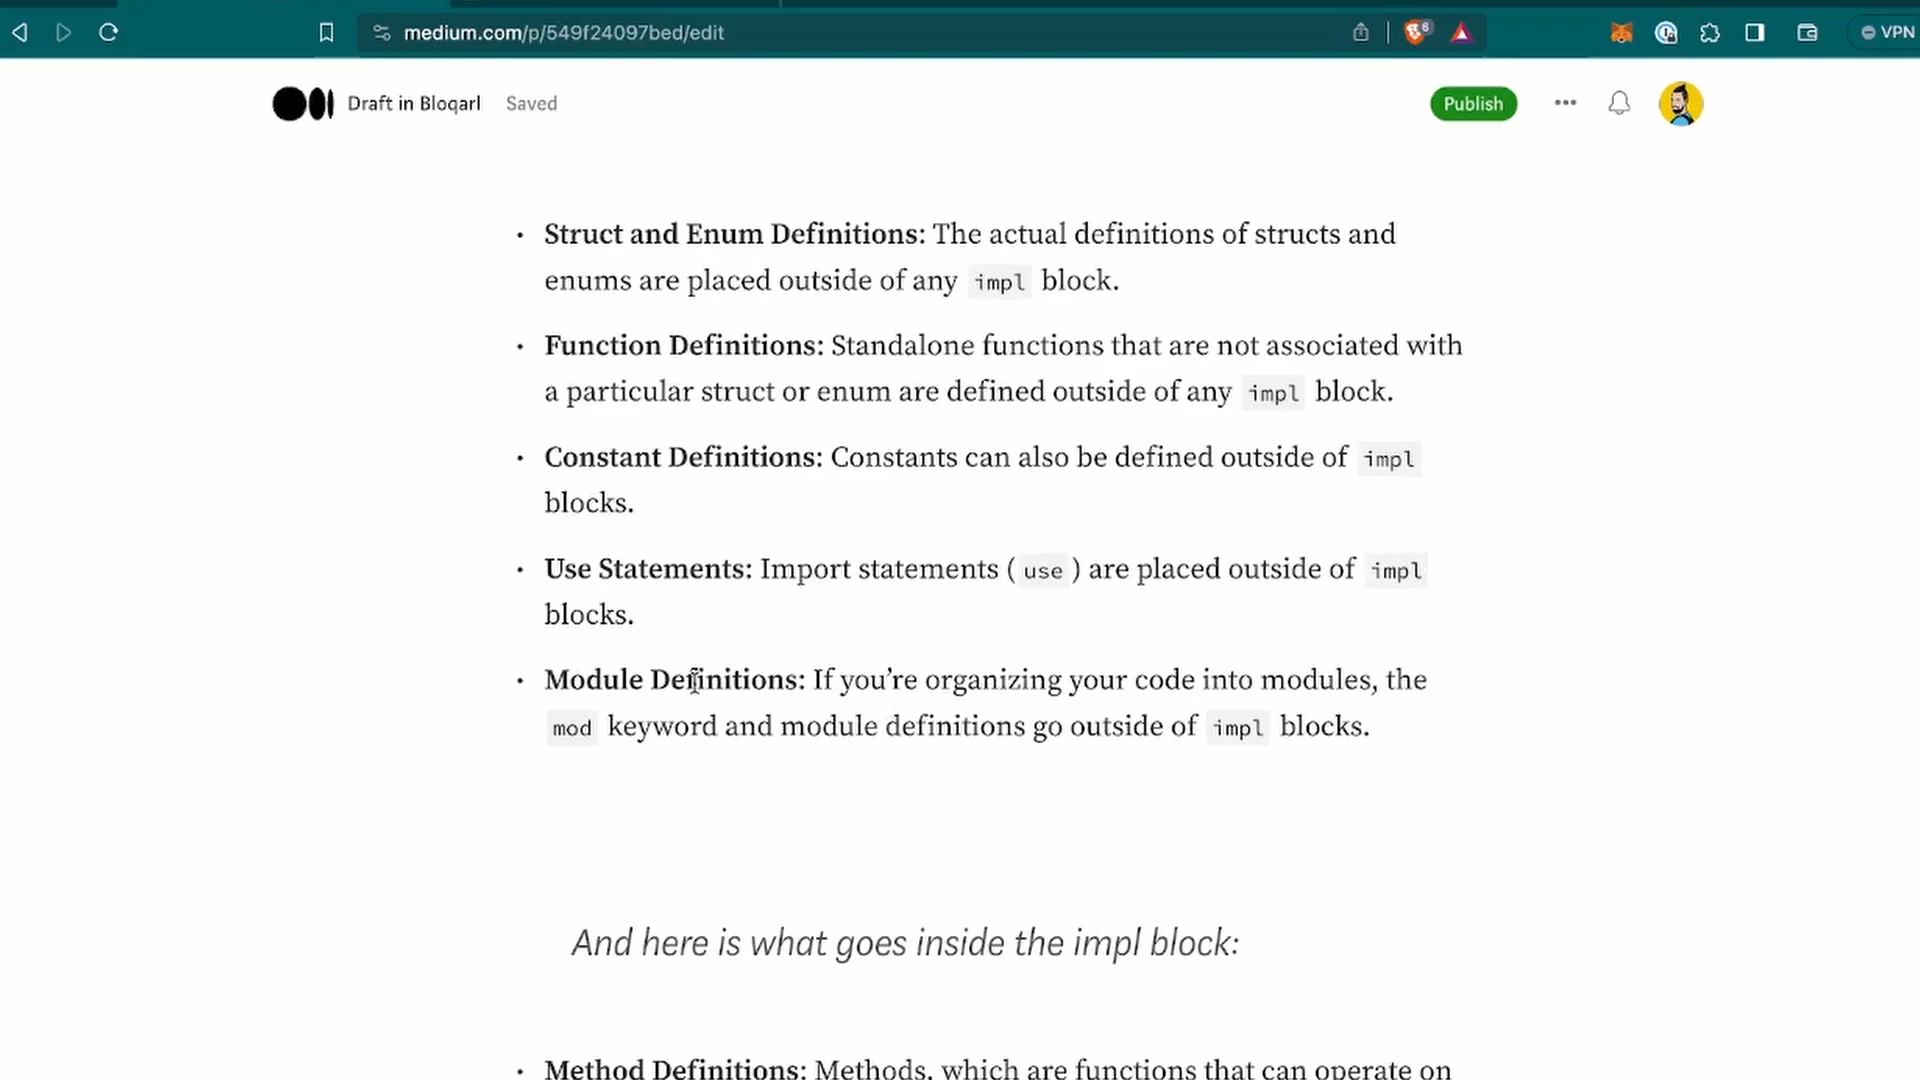 medium.com/p/549f24097bed/edit
6
VPN
Draft in Bloqarl Saved
Publish
• Struct and Enum Definitions: The actual definitions of structs and
enums are placed outside of any impl block.
• Function Definitions: Standalone functions that are not associated with
a particular struct or enum are defined outside of any impl block.
• Constant Definitions: Constants can also be defined outside of impl
blocks.
• Use Statements: Import statements ( use ) are placed outside of impl
blocks.
• Module Definitions: If you’re organizing your code into modules, the
mod keyword and module definitions go outside of impl blocks.
And here is what goes inside the impl block:
• Method Definitions: Methods, which are functions that can operate on